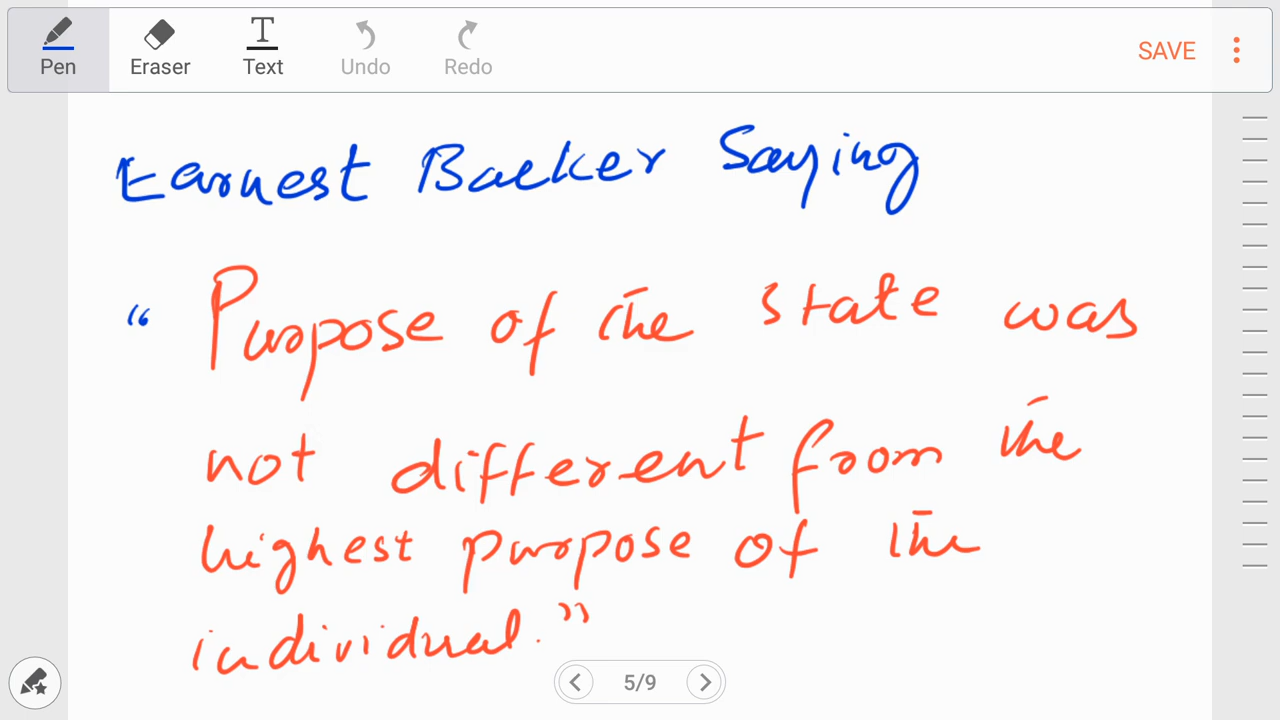 Pen Eraser Text Undo Redo SAVE
Earnest Barker Saying
“ Purpose of the state was
not different from the
highest purpose of the
individual.”
5/9